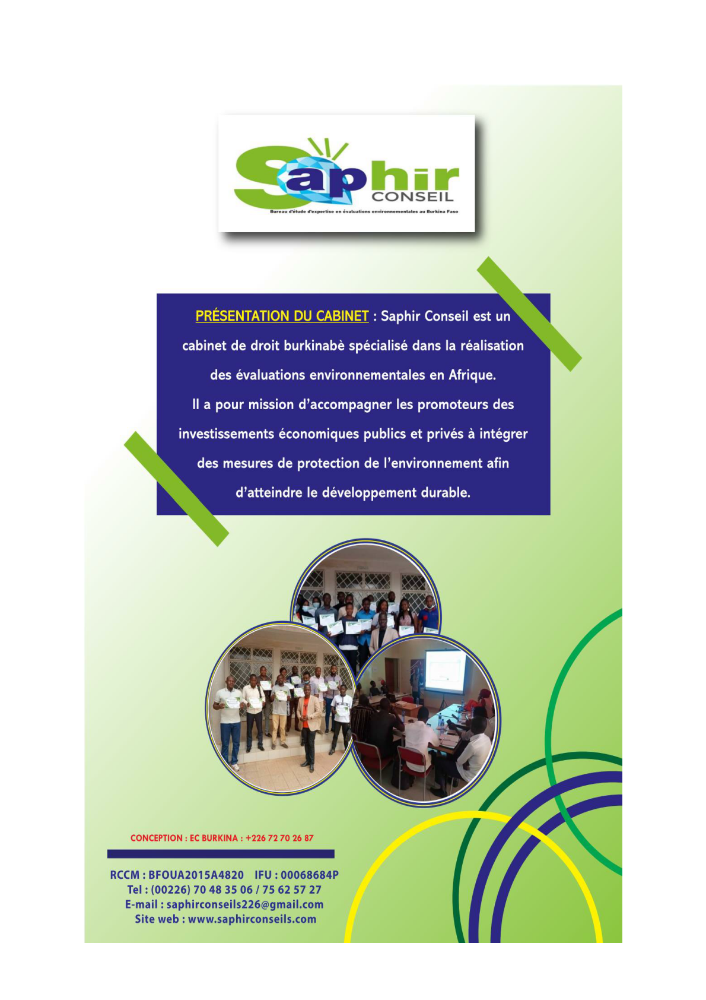 Saphir
CONSEIL
Bureau d'étude d'expertise en évaluations environnementales au Burkina Faso
PRÉSENTATION DU CABINET : Saphir Conseil est un
cabinet de droit burkinabè spécialisé dans la réalisation
des évaluations environnementales en Afrique.
Il a pour mission d’accompagner les promoteurs des
investissements économiques publics et privés à intégrer
des mesures de protection de l’environnement afin
d’atteindre le développement durable.
CONCEPTION : EC BURKINA : +226 72 70 26 87
RCCM : BFOUA2015A4820 IFU : 00068684P
Tel : (00226) 70 48 35 06 / 75 62 57 27
E-mail : saphirconseils226@gmail.com
Site web : www.saphirconseils.com